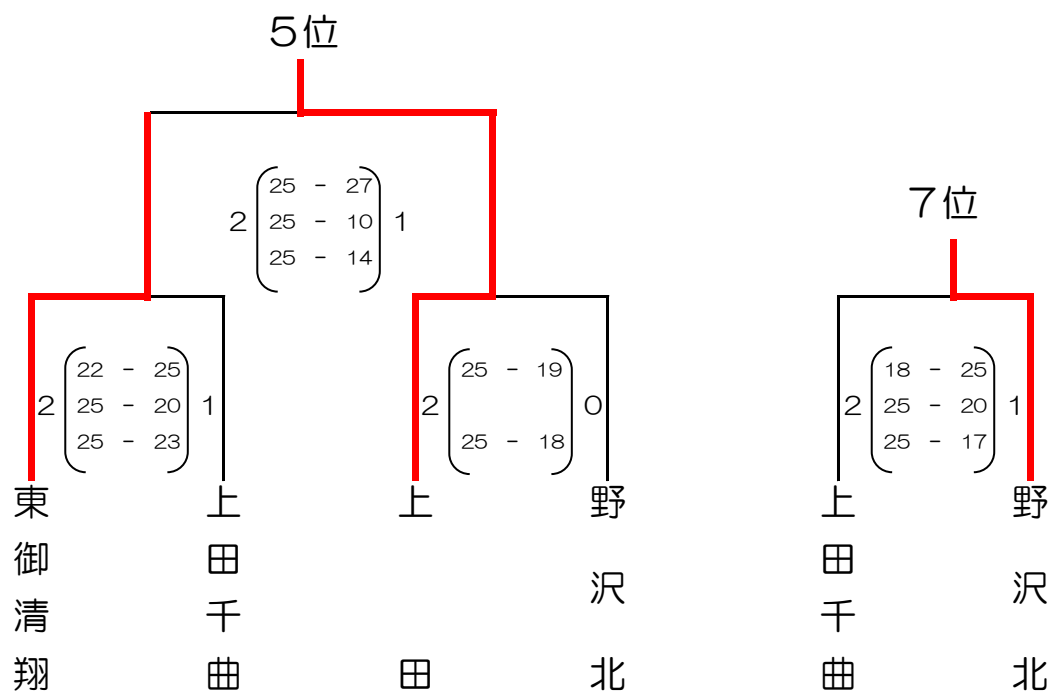 5位
25 - 27
2 25 - 10 1
25 - 14
7位
22 - 25
2 25 - 20 1
25 - 23
25 - 19
2 0
25 - 18
18 - 25
2 25 - 20 1
25 - 17
東御清翔
上田千曲
上田
野沢北
上田千曲
野沢北